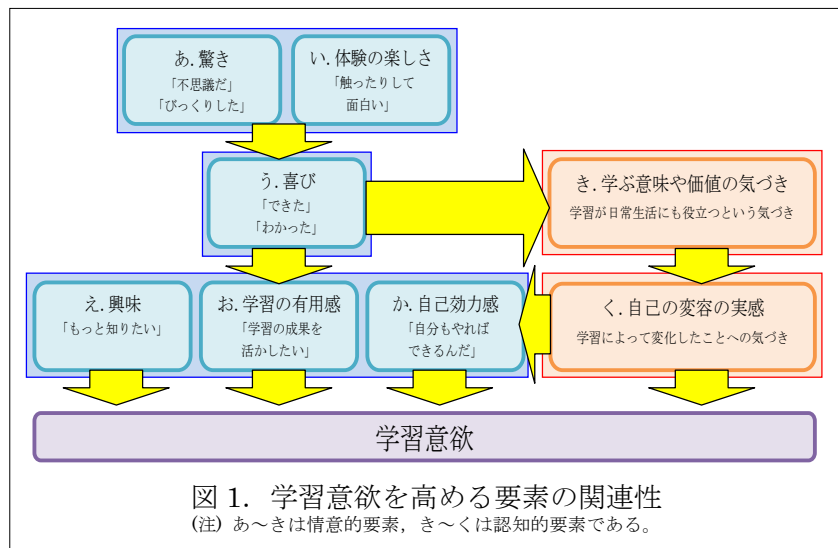 あ.驚き
「不思議だ」
「びっくりした」
い.体験の楽しさ
「触ったりして
面白い」
う.喜び
「できた」
「わかった」
き.学ぶ意味や価値の気づき
学習が日常生活にも役立つという気づき
え.興味
「もっと知りたい」
お.学習の有用感
「学習の成果を
活かしたい」
か.自己効力感
「自分もやれば
できるんだ」
く.自己の変容の実感
学習によって変化したことへの気づき
学習意欲
図1. 学習意欲を高める要素の関連性
(注) あ～きは情意的要素，き～くは認知的要素である。